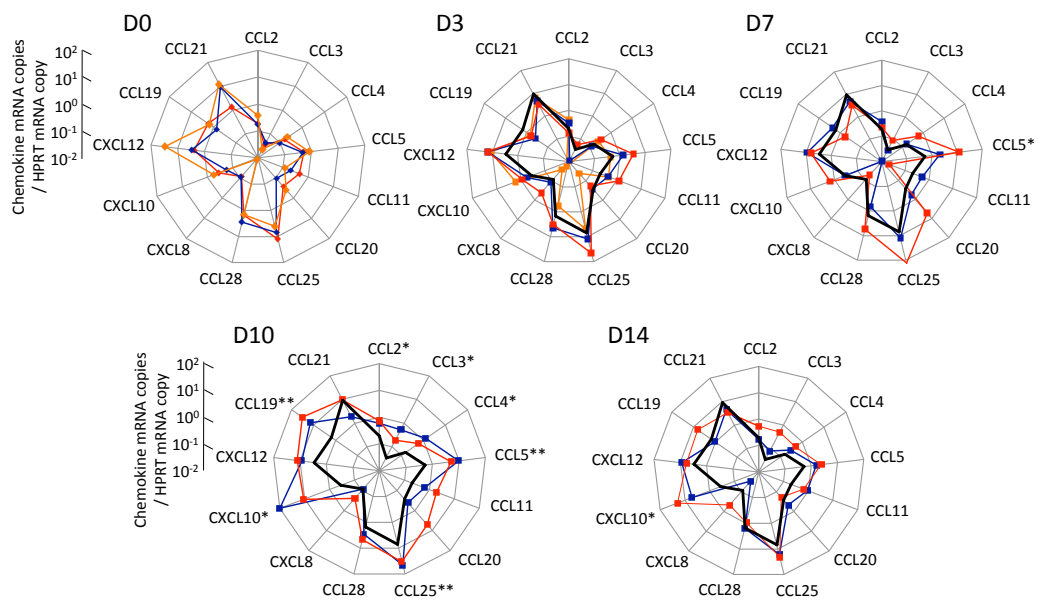 D0
D3
D7
Chemokine mRNA copies
/ HPRT mRNA copy
10²
10¹
10⁰
10⁻¹
10⁻²
CCL2
CCL3
CCL4
CCL5
CCL11
CCL20
CCL25
CCL28
CXCL8
CXCL10
CXCL12
CCL19
CCL21
CCL2
CCL3
CCL4
CCL5
CCL11
CCL20
CCL25
CCL28
CXCL8
CXCL10
CXCL12
CCL19
CCL21
CCL2
CCL3
CCL4
CCL5*
CCL11
CCL20
CCL25
CCL28
CXCL8
CXCL10
CXCL12
CCL19
CCL21
D10
D14
Chemokine mRNA copies
/ HPRT mRNA copy
10²
10¹
10⁰
10⁻¹
10⁻²
CCL2*
CCL3*
CCL4*
CCL5**
CCL11
CCL20
CCL25**
CCL28
CXCL8
CXCL10*
CXCL12
CCL19**
CCL21
CCL2
CCL3
CCL4
CCL5
CCL11
CCL20
CCL25
CCL28
CXCL8
CXCL10*
CXCL12
CCL19
CCL21